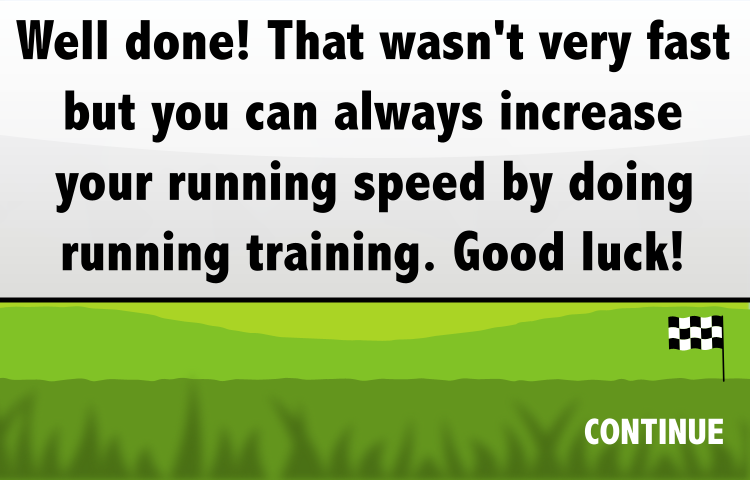 Well done! That wasn't very fast
but you can always increase
your running speed by doing
running training. Good luck!
CONTINUE